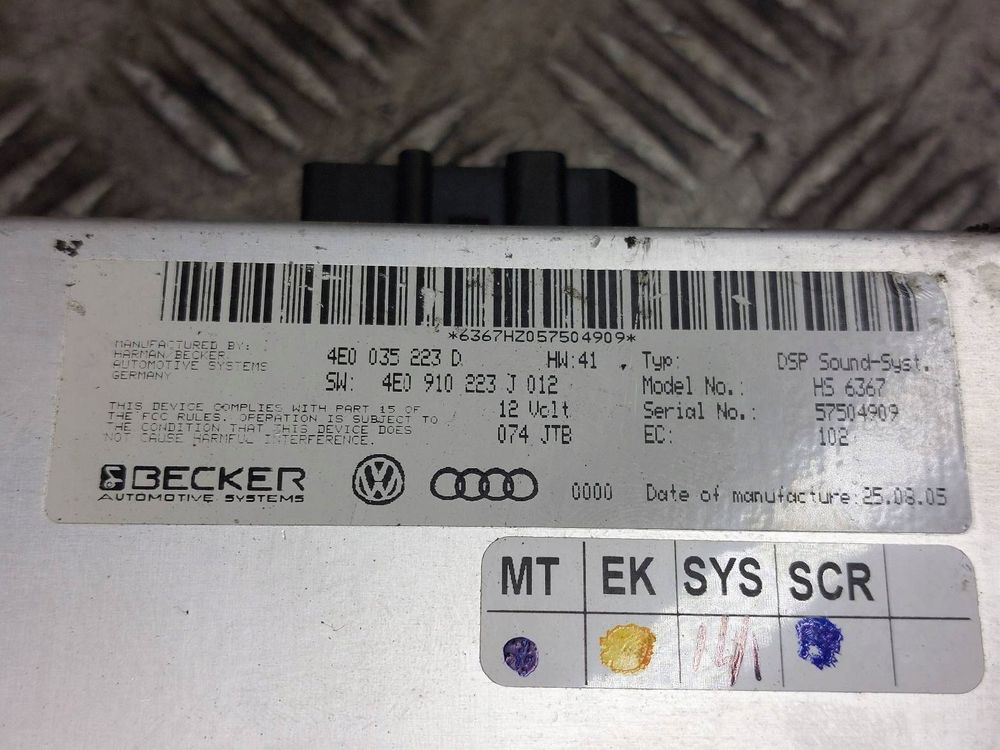 *6367HZ057504909*
MANUFACTURED BY:
HARMAN/BECKER
AUTOMOTIVE SYSTEMS
GERMANY
4E0 035 223 D HW:41
SW: 4E0 910 223 J 012
12 Volt
074 JTB
Typ: DSP Sound-Syst.
Model No.: HS 6367
Serial No.: 57504909
EC: 102
THIS DEVICE COMPLIES WITH PART 15 OF
THE FCC RULES. OPERATION IS SUBJECT TO
THE CONDITION THAT THIS DEVICE DOES
NOT CAUSE HARMFUL INTERFERENCE.
BECKER
AUTOMOTIVE SYSTEMS
0000 Date of manufacture:25.08.05
MT EK SYS SCR